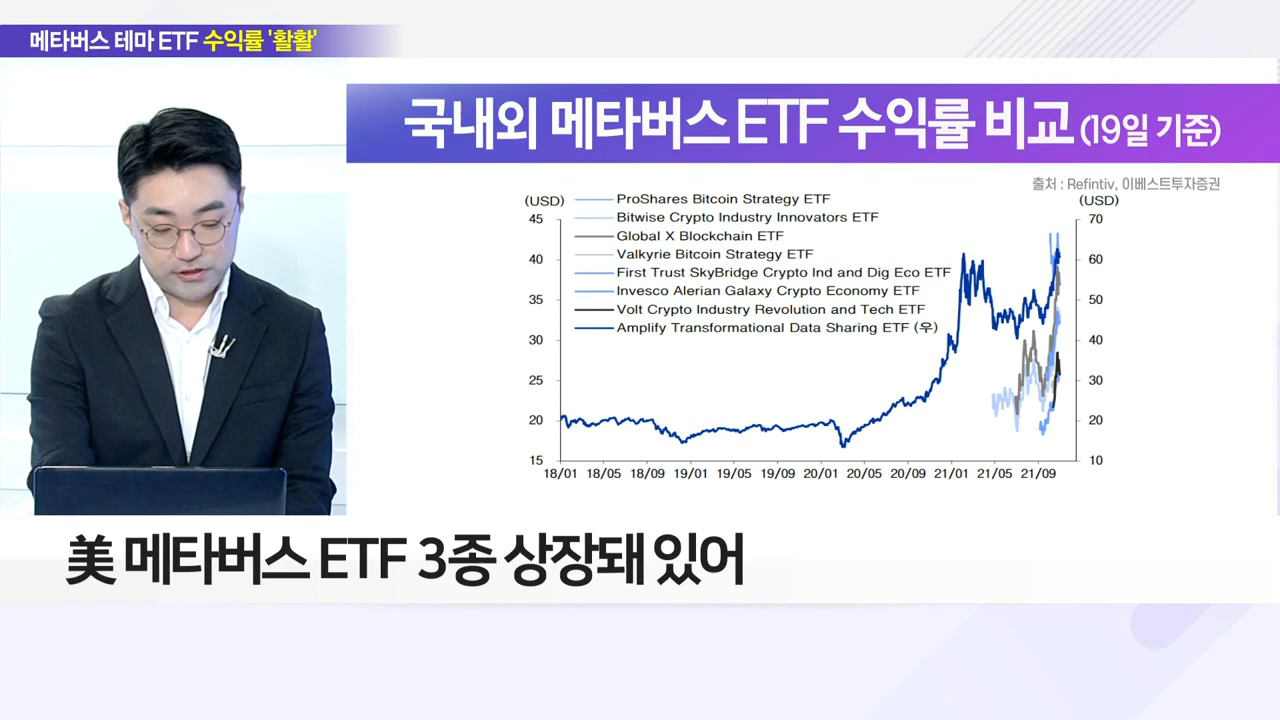 메타버스 테마 ETF 수익률 '활활'
국내외 메타버스 ETF 수익률 비교 (19일 기준)
출처 : Refintiv, 이베스트투자증권
(USD)
(USD)
ProShares Bitcoin Strategy ETF
Bitwise Crypto Industry Innovators ETF
Global X Blockchain ETF
Valkyrie Bitcoin Strategy ETF
First Trust SkyBridge Crypto Ind and Dig Eco ETF
Invesco Alerian Galaxy Crypto Economy ETF
Volt Crypto Industry Revolution and Tech ETF
Amplify Transformational Data Sharing ETF (우)
45
40
35
30
25
20
15
70
60
50
40
30
20
10
18/01 18/05 18/09 19/01 19/05 19/09 20/01 20/05 20/09 21/01 21/05 21/09
美 메타버스 ETF 3종 상장돼 있어